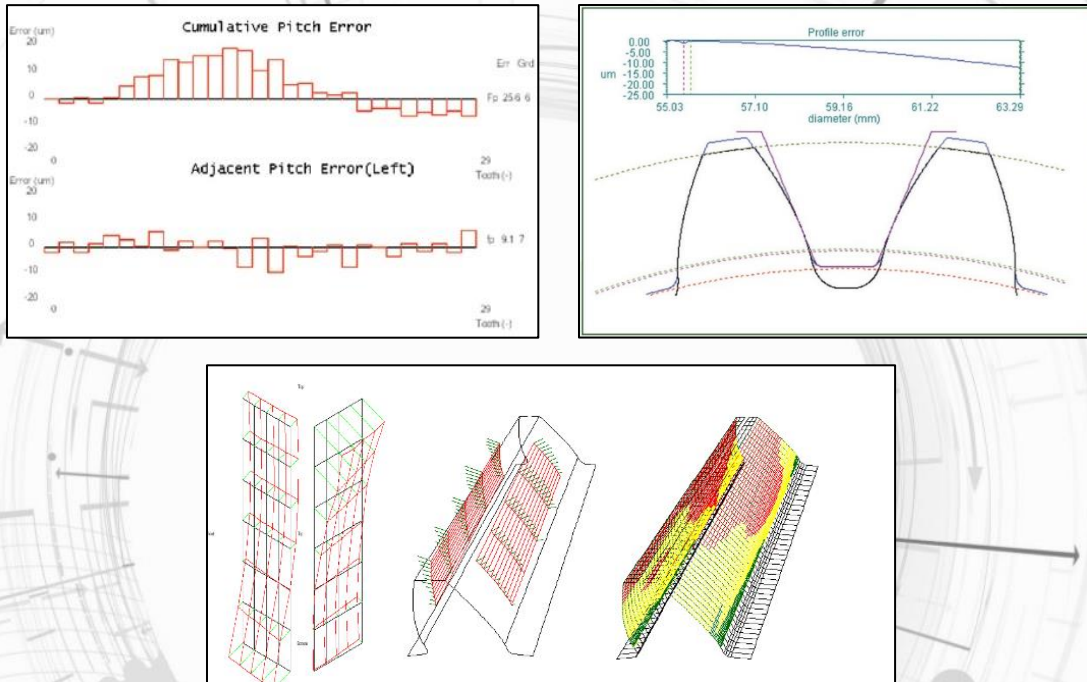 Cumulative Pitch Error
Error (um)
20
10
0
-10
-20
Err Grd
Fp 25.6 6
0
29
Tooth (-)
Adjacent Pitch Error(Left)
Error (um)
20
10
0
-10
-20
fp 9.1 7
0
29
Tooth (-)
Profile error
0.00
-5.00
um -10.00
-15.00
-20.00
-25.00
55.03 57.10 59.16 61.22 63.29
diameter (mm)